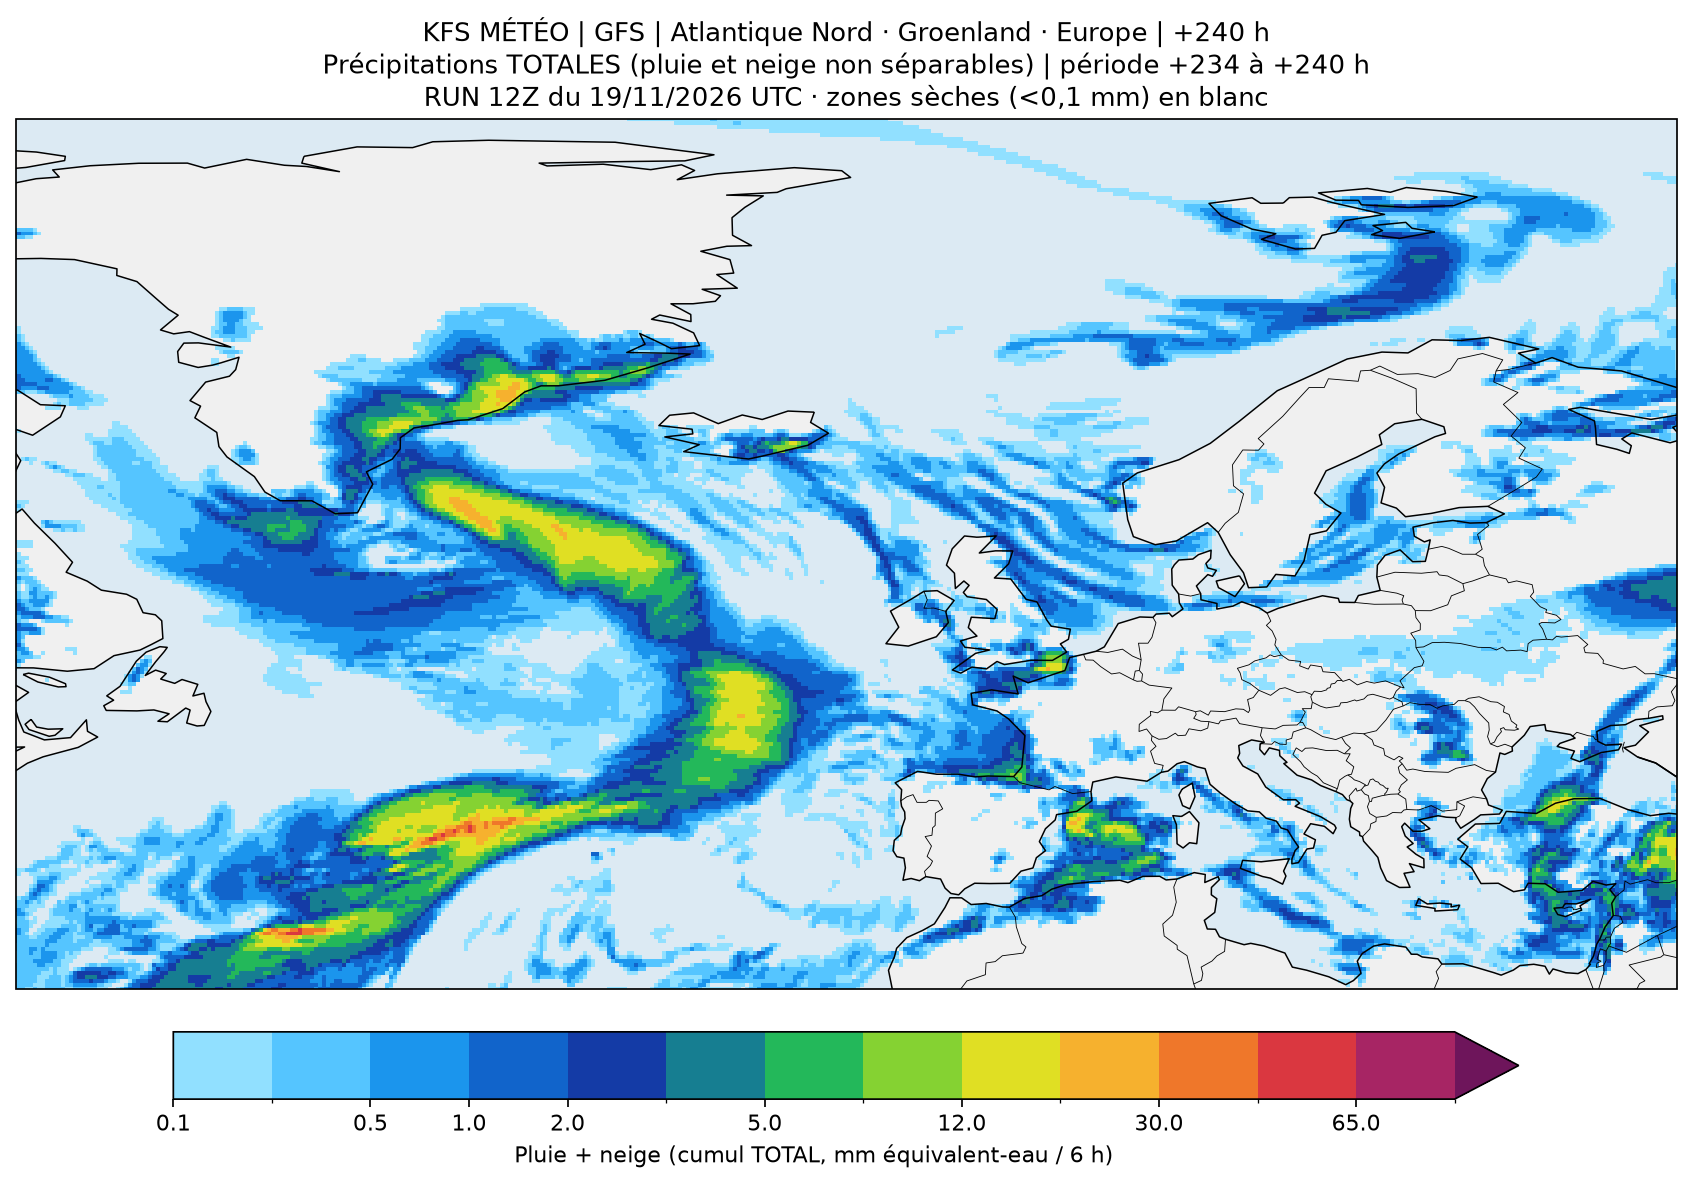 KFS MÉTÉO | GFS | Atlantique Nord · Groenland · Europe | +240 h
Précipitations TOTALES (pluie et neige non séparables) | période +234 à +240 h
RUN 12Z du 19/11/2026 UTC · zones sèches (<0,1 mm) en blanc
0.1 0.5 1.0 2.0 5.0 12.0 30.0 65.0
Pluie + neige (cumul TOTAL, mm équivalent-eau / 6 h)